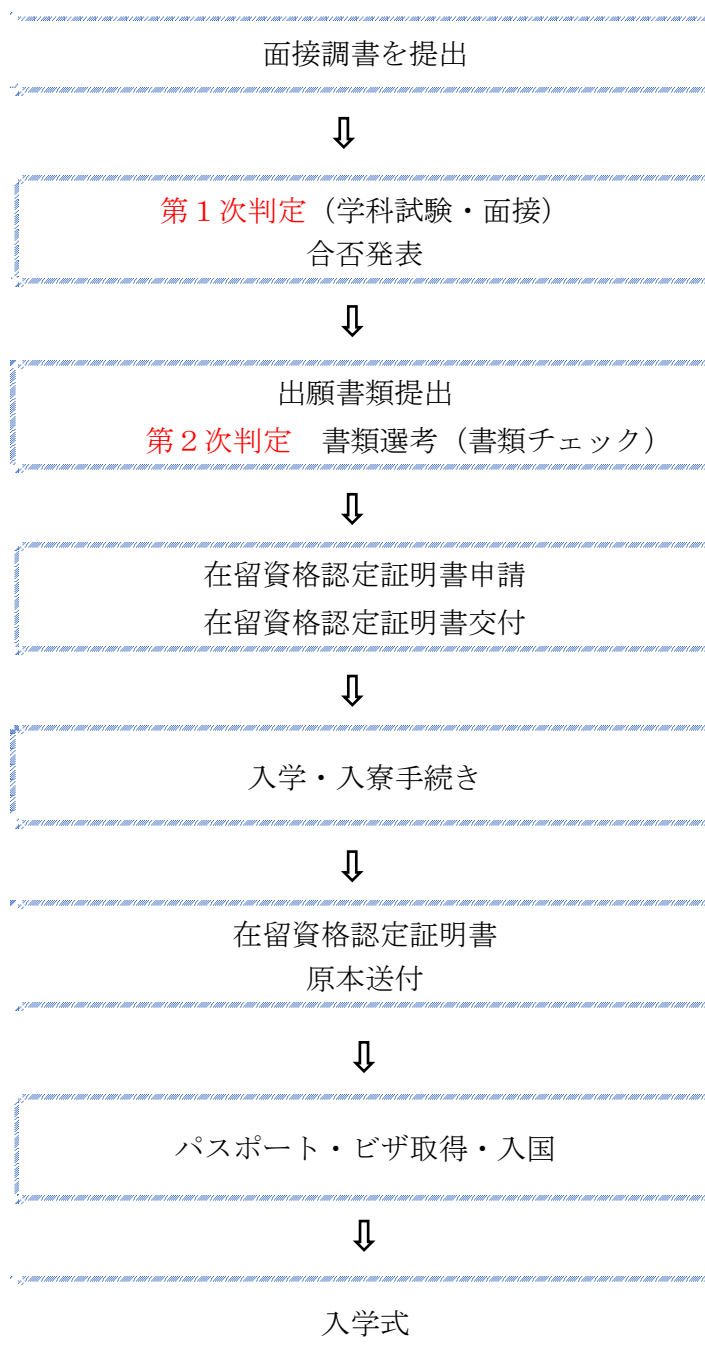 面接調書を提出
⇩
第１次判定（学科試験・面接）
合否発表
⇩
出願書類提出
第２次判定　書類選考（書類チェック）
⇩
在留資格認定証明書申請
在留資格認定証明書交付
⇩
入学・入寮手続き
⇩
在留資格認定証明書
原本送付
⇩
パスポート・ビザ取得・入国
⇩
入学式